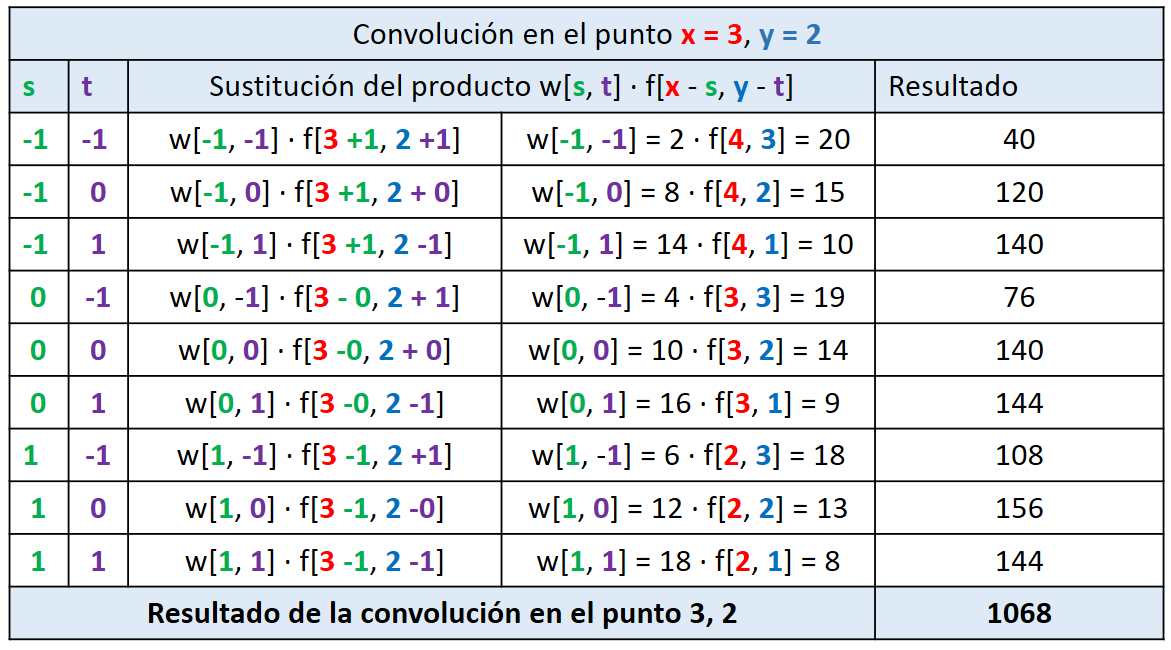 Convolución en el punto x = 3, y = 2
s t Sustitución del producto w[s, t] · f[x - s, y - t] Resultado
-1 -1 w[-1, -1] · f[3 +1, 2 +1] w[-1, -1] = 2 · f[4, 3] = 20 40
-1 0 w[-1, 0] · f[3 +1, 2 + 0] w[-1, 0] = 8 · f[4, 2] = 15 120
-1 1 w[-1, 1] · f[3 +1, 2 -1] w[-1, 1] = 14 · f[4, 1] = 10 140
0 -1 w[0, -1] · f[3 - 0, 2 + 1] w[0, -1] = 4 · f[3, 3] = 19 76
0 0 w[0, 0] · f[3 -0, 2 + 0] w[0, 0] = 10 · f[3, 2] = 14 140
0 1 w[0, 1] · f[3 -0, 2 -1] w[0, 1] = 16 · f[3, 1] = 9 144
1 -1 w[1, -1] · f[3 -1, 2 +1] w[1, -1] = 6 · f[2, 3] = 18 108
1 0 w[1, 0] · f[3 -1, 2 -0] w[1, 0] = 12 · f[2, 2] = 13 156
1 1 w[1, 1] · f[3 -1, 2 -1] w[1, 1] = 18 · f[2, 1] = 8 144
Resultado de la convolución en el punto 3, 2 1068